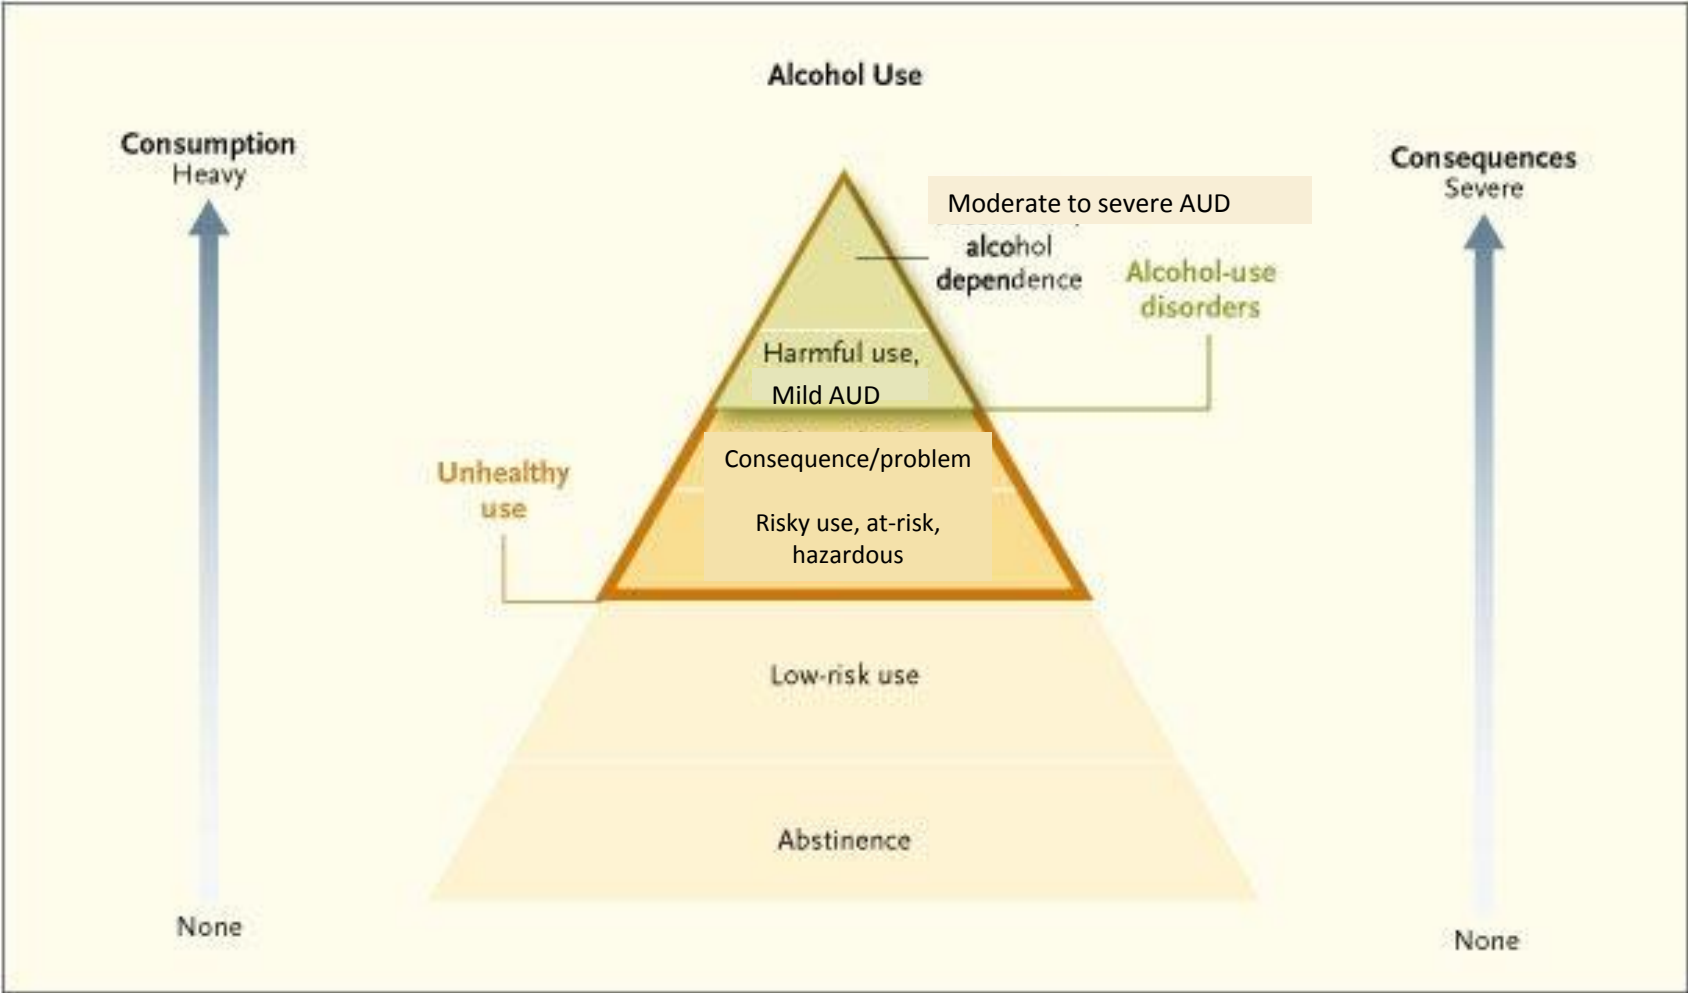 Alcohol Use
Consumption
Heavy
Consequences
Severe
Moderate to severe AUD
alcohol
dependence
Alcohol-use
disorders
Harmful use,
Mild AUD
Consequence/problem
Unhealthy
use
Risky use, at-risk,
hazardous
Low-risk use
Abstinence
None
None